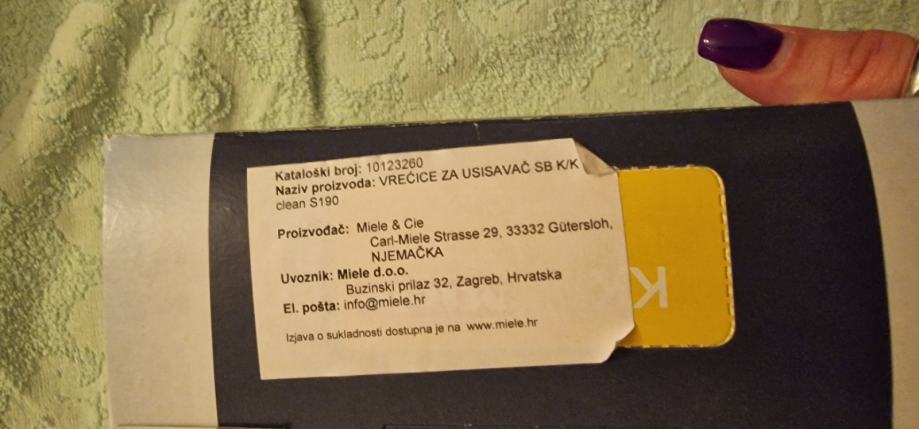 Kataloški broj: 10123260
Naziv proizvoda: VREĆICE ZA USISAVAČ SB K/K
clean S190
Proizvođač: Miele & Cie
Carl-Miele Strasse 29, 33332 Gütersloh,
NJEMAČKA
Uvoznik: Miele d.o.o.
Buzinski prilaz 32, Zagreb, Hrvatska
El. pošta: info@miele.hr
Izjava o sukladnosti dostupna je na www.miele.hr
K